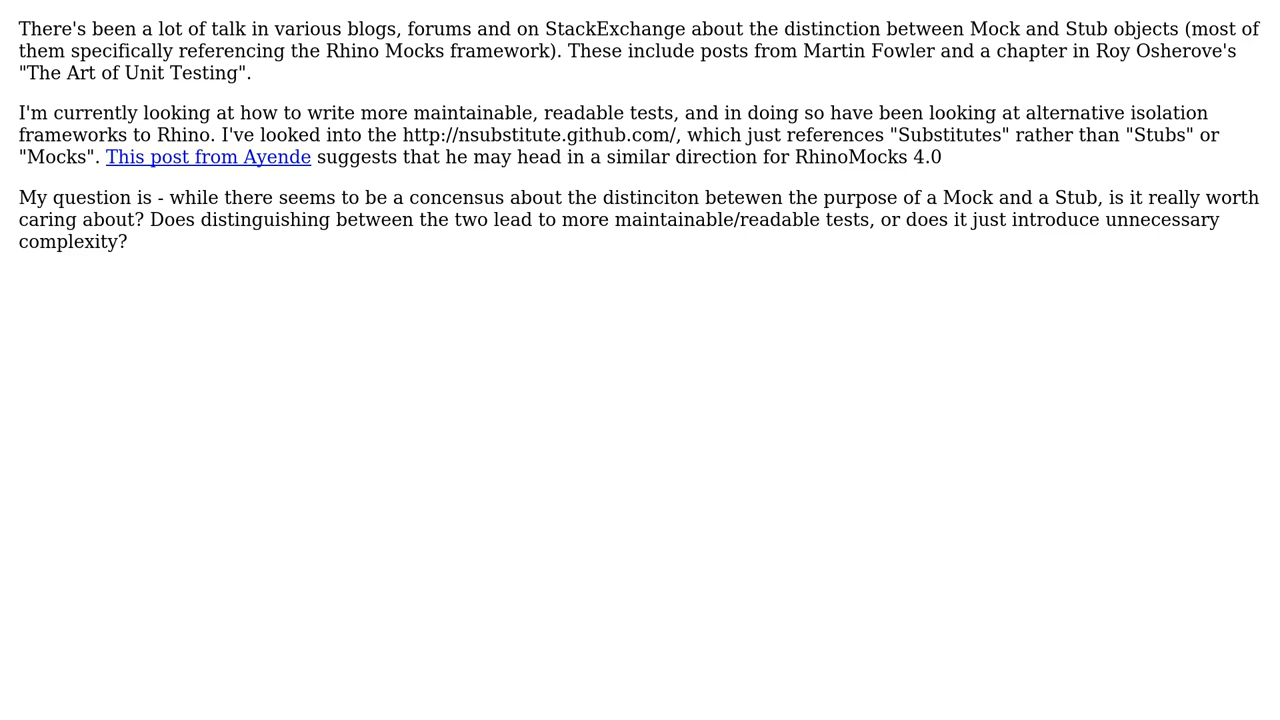 There's been a lot of talk in various blogs, forums and on StackExchange about the distinction between Mock and Stub objects (most of
them specifically referencing the Rhino Mocks framework). These include posts from Martin Fowler and a chapter in Roy Osherove's
"The Art of Unit Testing".
I'm currently looking at how to write more maintainable, readable tests, and in doing so have been looking at alternative isolation
frameworks to Rhino. I've looked into the http://nsubstitute.github.com/, which just references "Substitutes" rather than "Stubs" or
"Mocks". This post from Ayende suggests that he may head in a similar direction for RhinoMocks 4.0
My question is - while there seems to be a concensus about the distinciton betewen the purpose of a Mock and a Stub, is it really worth
caring about? Does distinguishing between the two lead to more maintainable/readable tests, or does it just introduce unnecessary
complexity?